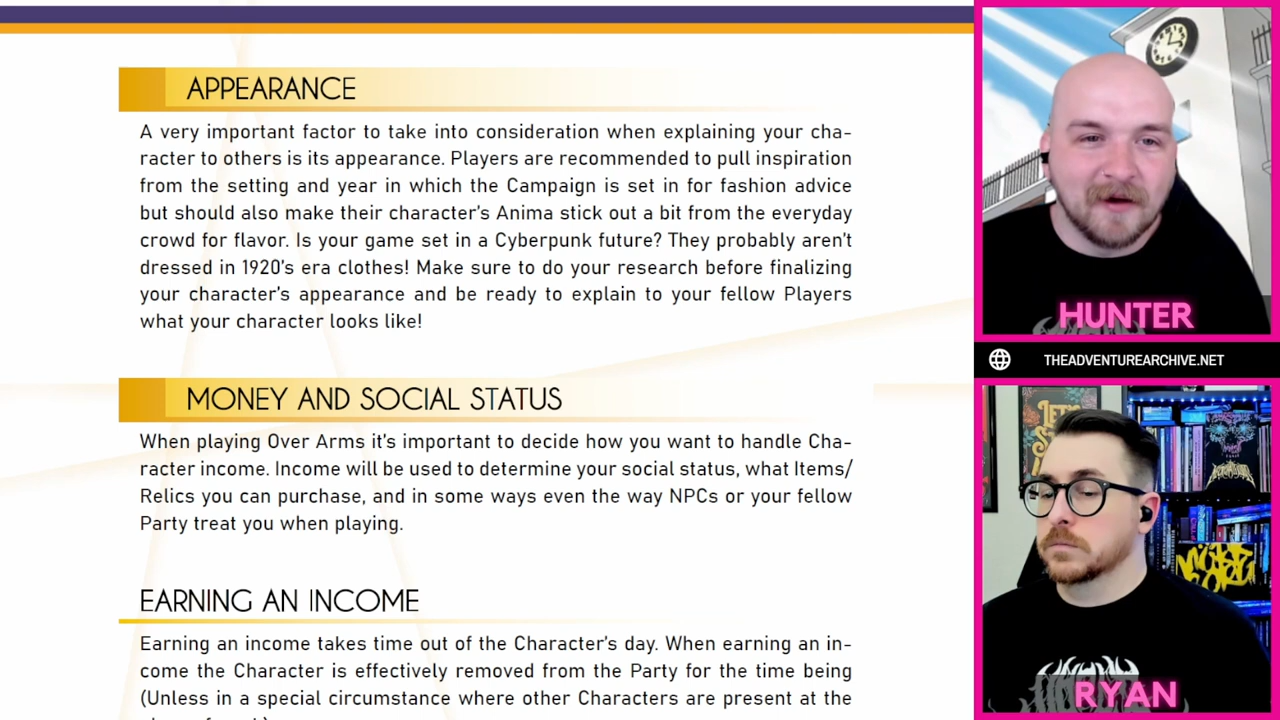 APPEARANCE
A very important factor to take into consideration when explaining your cha-
racter to others is its appearance. Players are recommended to pull inspiration
from the setting and year in which the Campaign is set in for fashion advice
but should also make their character's Anima stick out a bit from the everyday
crowd for flavor. Is your game set in a Cyberpunk future? They probably aren't
dressed in 1920's era clothes! Make sure to do your research before finalizing
your character's appearance and be ready to explain to your fellow Players
what your character looks like!
MONEY AND SOCIAL STATUS
When playing Over Arms it's important to decide how you want to handle Cha-
racter income. Income will be used to determine your social status, what Items/
Relics you can purchase, and in some ways even the way NPCs or your fellow
Party treat you when playing.
EARNING AN INCOME
Earning an income takes time out of the Character's day. When earning an in-
come the Character is effectively removed from the Party for the time being
(Unless in a special circumstance where other Characters are present at the
HUNTER
THEADVENTUREARCHIVE.NET
RYAN